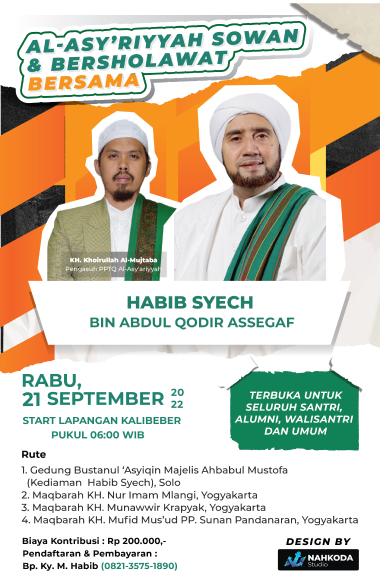 AL-ASY'RIYYAH SOWAN
& BERSHOLAWAT
BERSAMA
KH. Khoirullah Al-Mujtaba
Pengasuh PPTQ Al-Asy'ariyyah
HABIB SYECH
BIN ABDUL QODIR ASSEGAF
RABU,
21 SEPTEMBER 20
22
START LAPANGAN KALIBEBER
PUKUL 06:00 WIB
TERBUKA UNTUK
SELURUH SANTRI,
ALUMNI, WALISANTRI
DAN UMUM
Rute
1. Gedung Bustanul 'Asyiqin Majelis Ahbabul Mustofa
(Kediaman Habib Syech), Solo
2. Maqbarah KH. Nur Imam Mlangi, Yogyakarta
3. Maqbarah KH. Munawwir Krapyak, Yogyakarta
4. Maqbarah KH. Mufid Mus'ud PP. Sunan Pandanaran, Yogyakarta
Biaya Kontribusi : Rp 200.000,-
Pendaftaran & Pembayaran :
Bp. Ky. M. Habib (0821-3575-1890)
DESIGN BY
NAHKODA
Studio